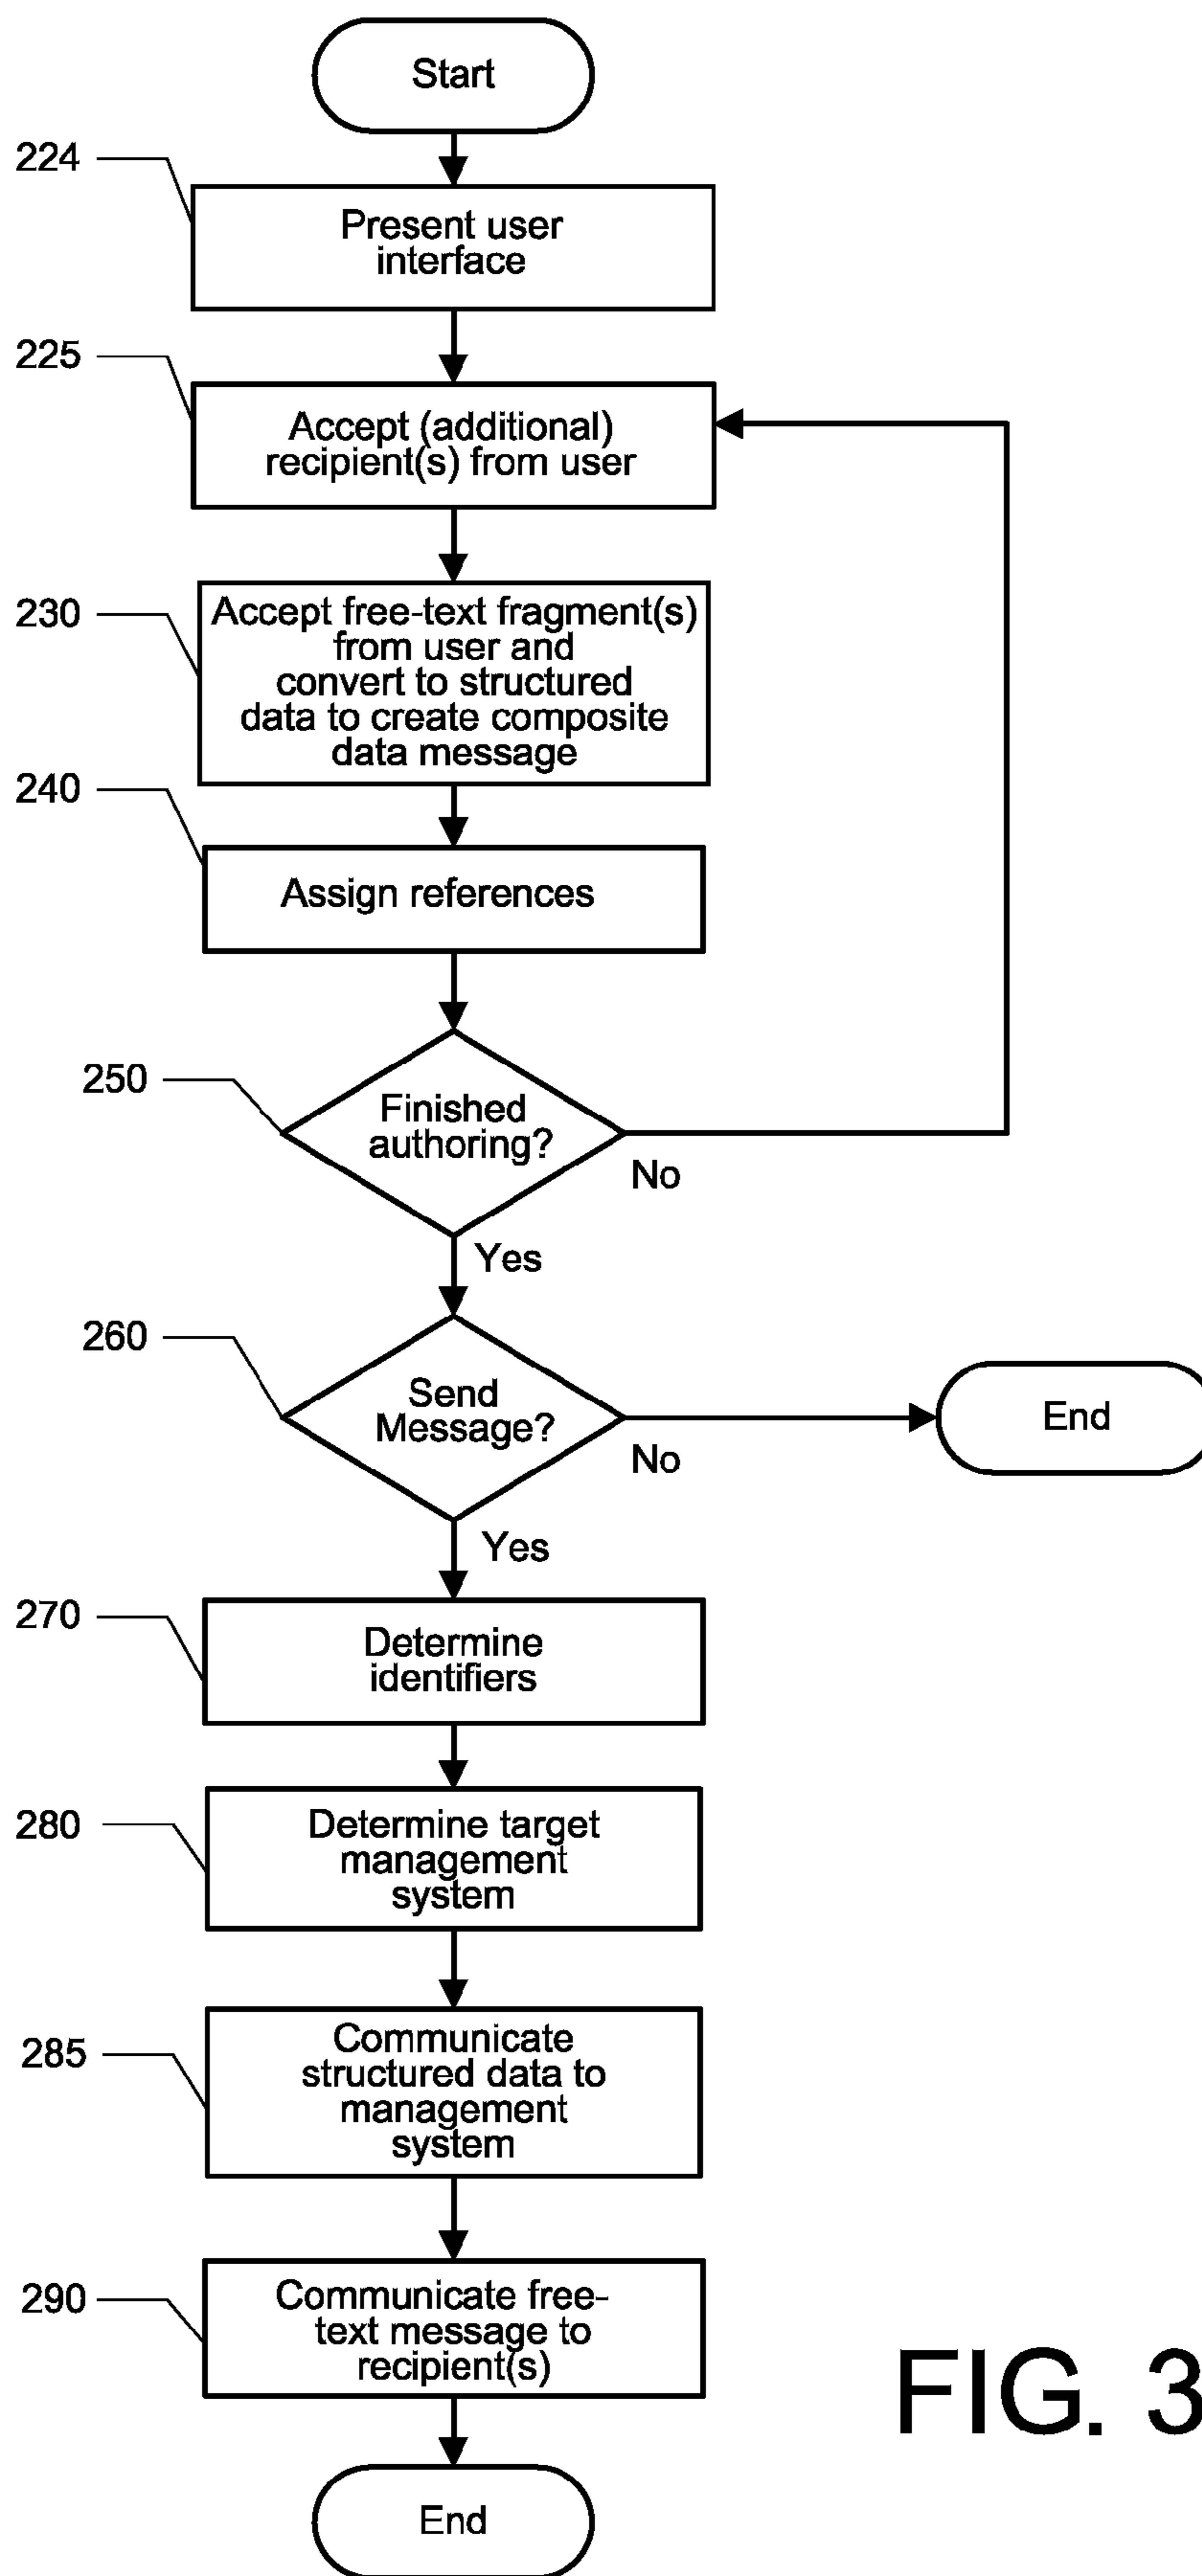 Start
224
Present user
interface
225
Accept (additional)
recipient(s) from user
230
Accept free-text fragment(s)
from user and
convert to structured
data to create composite
data message
240
Assign references
250
Finished
authoring?
No
Yes
260
Send
Message?
No
End
Yes
270
Determine
identifiers
280
Determine target
management
system
285
Communicate
structured data to
management
system
290
Communicate free-
text message to
recipient(s)
FIG. 3
End